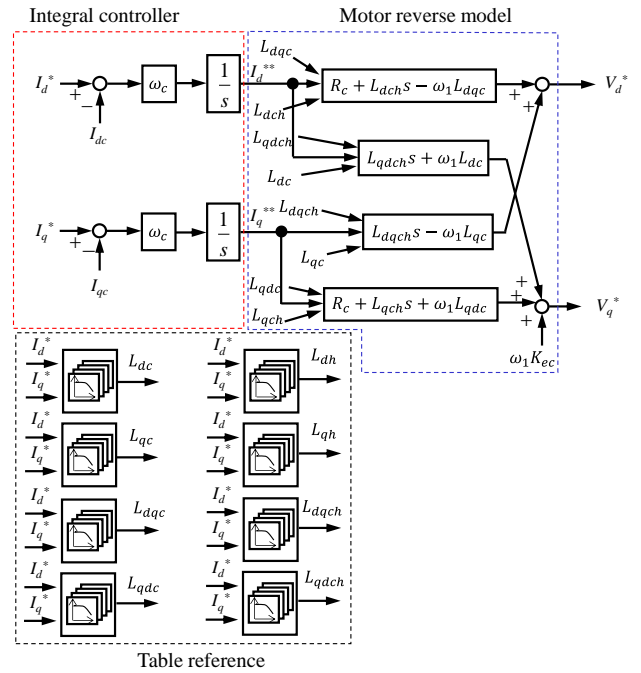 Integral controller
Motor reverse model
L_dqc
I_d^*
+
−
I_dc
ω_c
1/s
I_d^**
L_dch
R_c + L_dch s − ω_1 L_dqc
+
+
V_d^*
L_qdch
L_dc
L_qdch s + ω_1 L_dc
I_q^*
+
−
I_qc
ω_c
1/s
I_q^**
L_dqch
L_qc
L_dqch s − ω_1 L_qc
L_qdc
L_qch
R_c + L_qch s + ω_1 L_qdc
+
+
+
V_q^*
ω_1 K_ec
I_d^*
I_q^*
L_dc
I_d^*
I_q^*
L_dh
I_d^*
I_q^*
L_qc
I_d^*
I_q^*
L_qh
I_d^*
I_q^*
L_dqc
I_d^*
I_q^*
L_dqch
I_d^*
I_q^*
L_qdc
I_d^*
I_q^*
L_qdch
Table reference